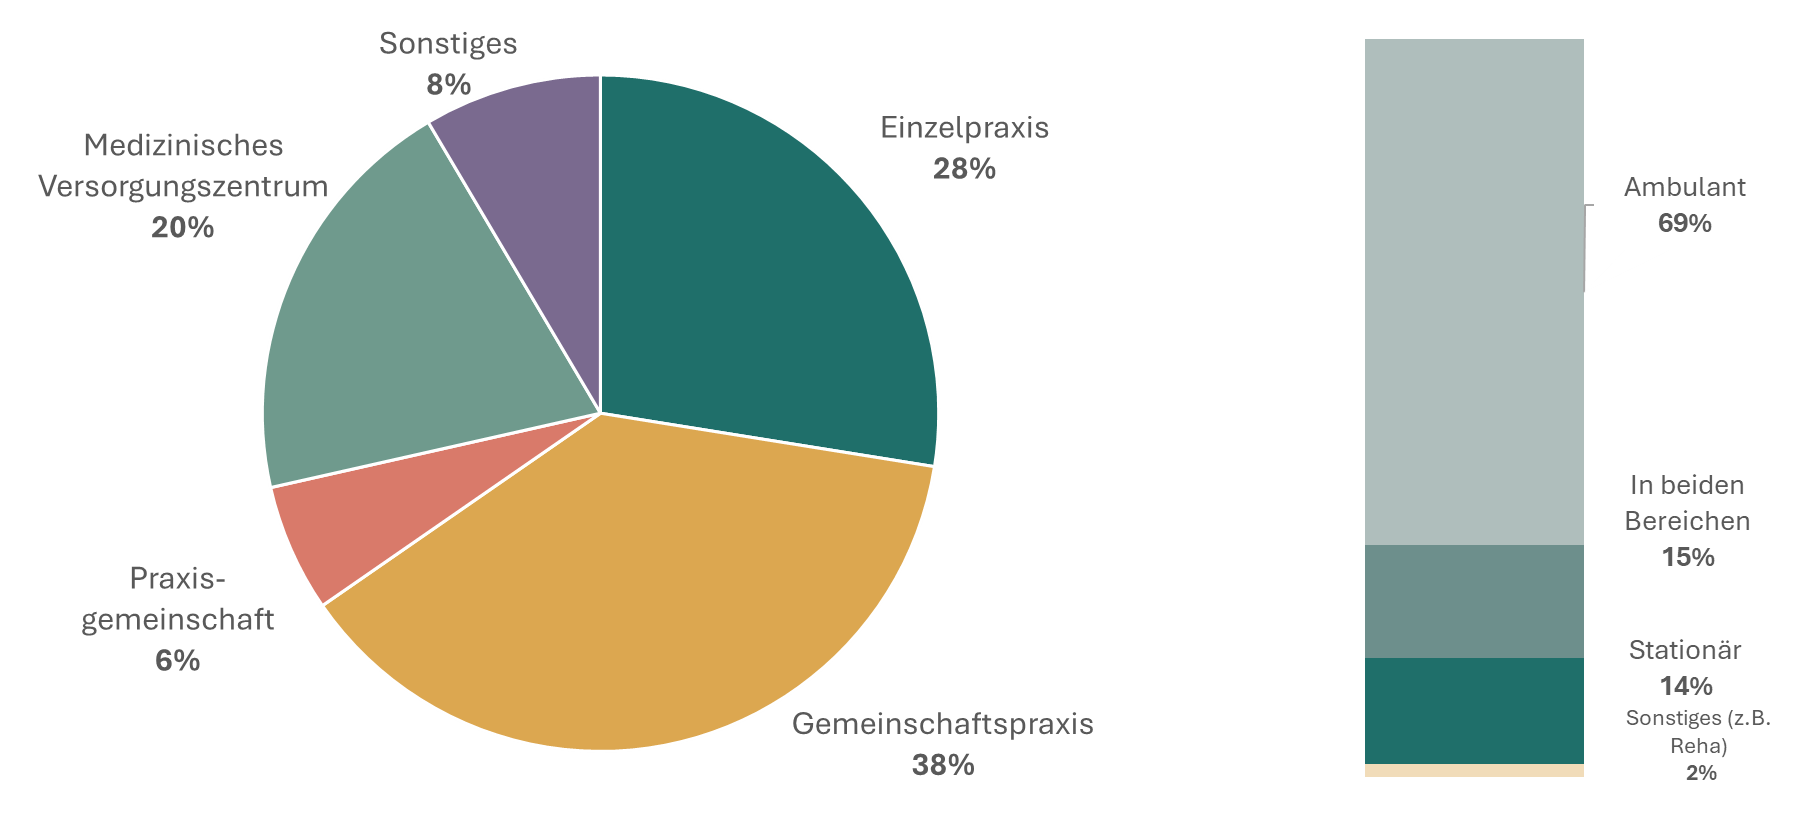 Sonstiges
8%
Einzelpraxis
28%
Medizinisches
Versorgungszentrum
20%
Praxis-
gemeinschaft
6%
Gemeinschaftspraxis
38%
Ambulant
69%
In beiden
Bereichen
15%
Stationär
14%
Sonstiges (z.B.
Reha)
2%